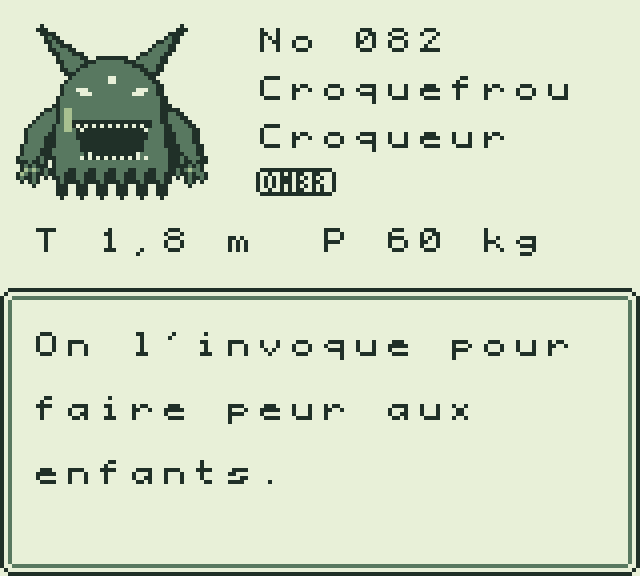 No 082
Croquefrou
Croqueur
T 1,8 m P 60 kg
On l'invoque pour
faire peur aux
enfants.